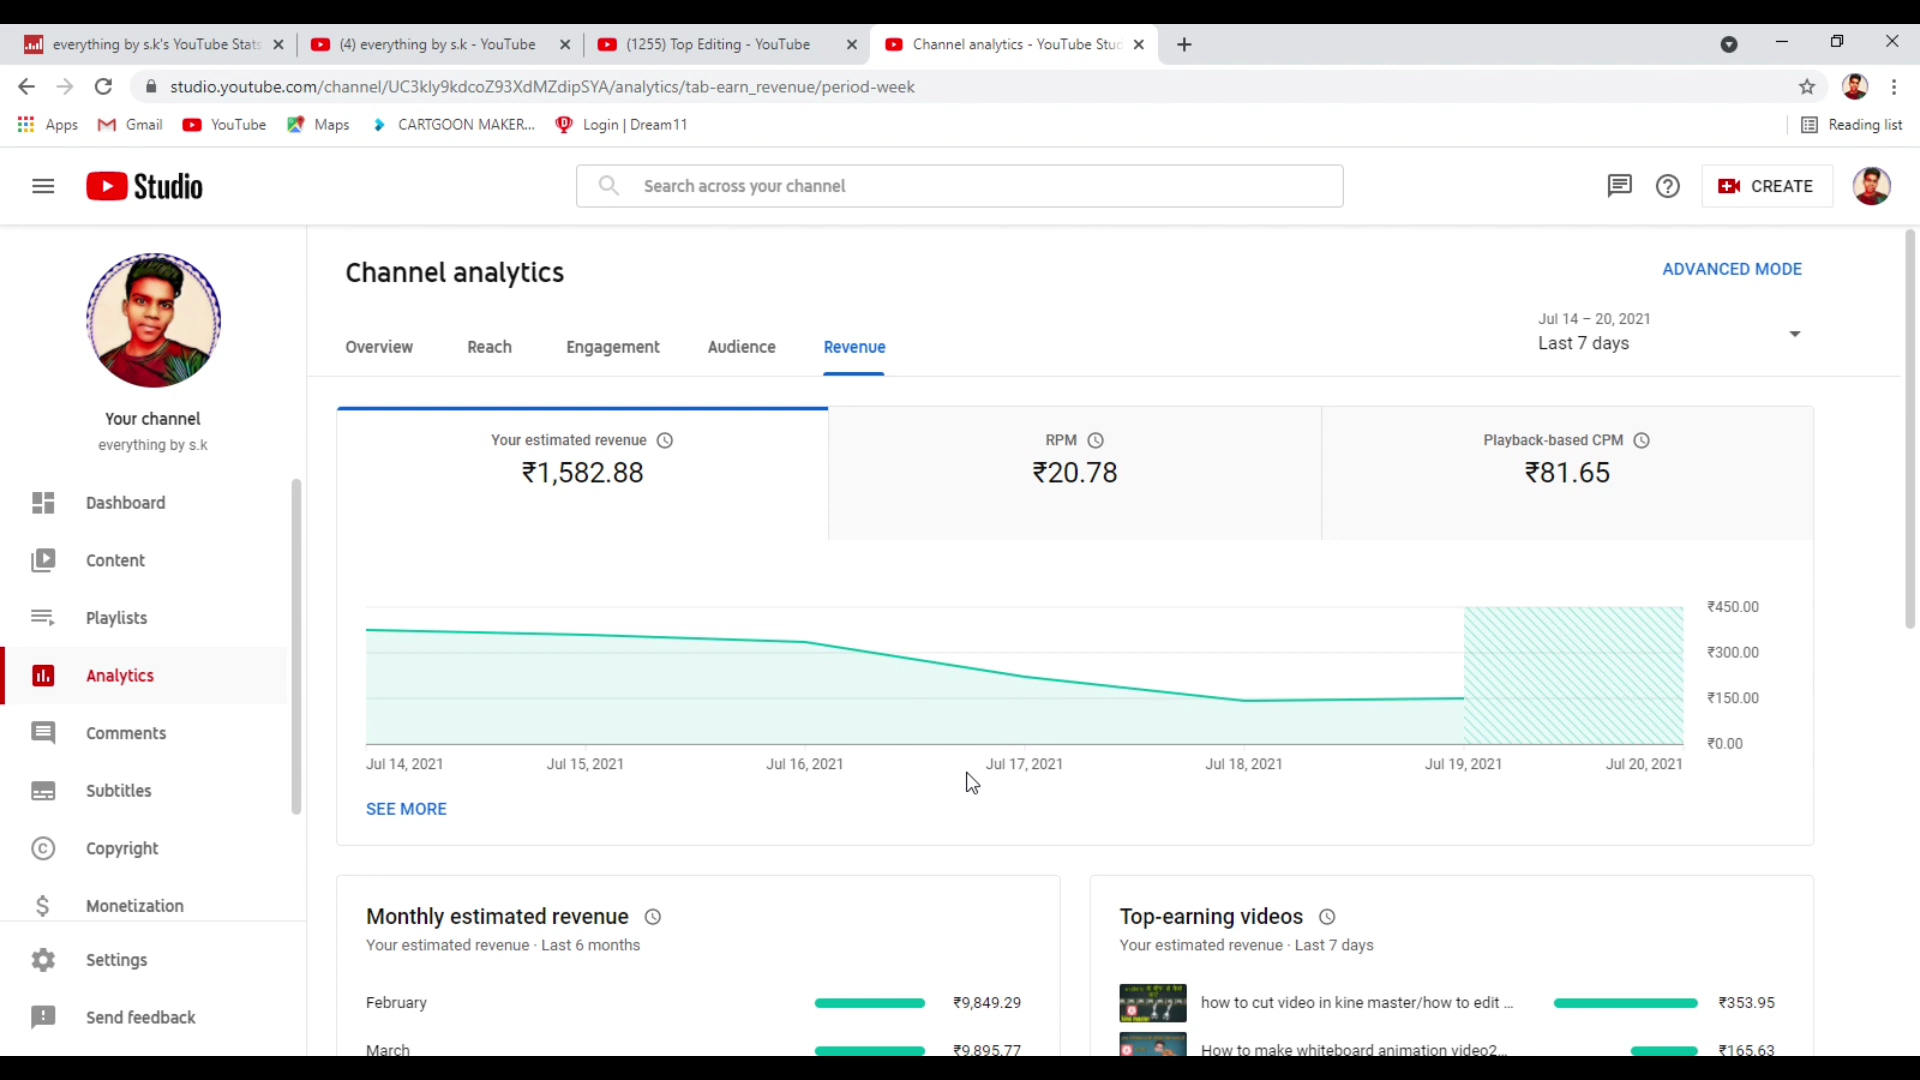 everything by s.k's YouTube Stats
(4) everything by s.k - YouTube
(1255) Top Editing - YouTube
Channel analytics - YouTube Stud
studio.youtube.com/channel/UC3kly9kdcoZ93XdMZdipSYA/analytics/tab-earn_revenue/period-week
Apps
Gmail
YouTube
Maps
CARTGOON MAKER...
Login | Dream11
Reading list
Studio
Search across your channel
CREATE
Your channel
everything by s.k
Dashboard
Content
Playlists
Analytics
Comments
Subtitles
Copyright
Monetization
Settings
Send feedback
Channel analytics
ADVANCED MODE
Overview
Reach
Engagement
Audience
Revenue
Jul 14 – 20, 2021
Last 7 days
Your estimated revenue
₹1,582.88
RPM
₹20.78
Playback-based CPM
₹81.65
₹450.00
₹300.00
₹150.00
₹0.00
Jul 14, 2021
Jul 15, 2021
Jul 16, 2021
Jul 17, 2021
Jul 18, 2021
Jul 19, 2021
Jul 20, 2021
SEE MORE
Monthly estimated revenue
Your estimated revenue · Last 6 months
February
₹9,849.29
March
₹9,895.77
Top-earning videos
Your estimated revenue · Last 7 days
how to cut video in kine master/how to edit ...
₹353.95
How to make whiteboard animation video2...
₹165.63